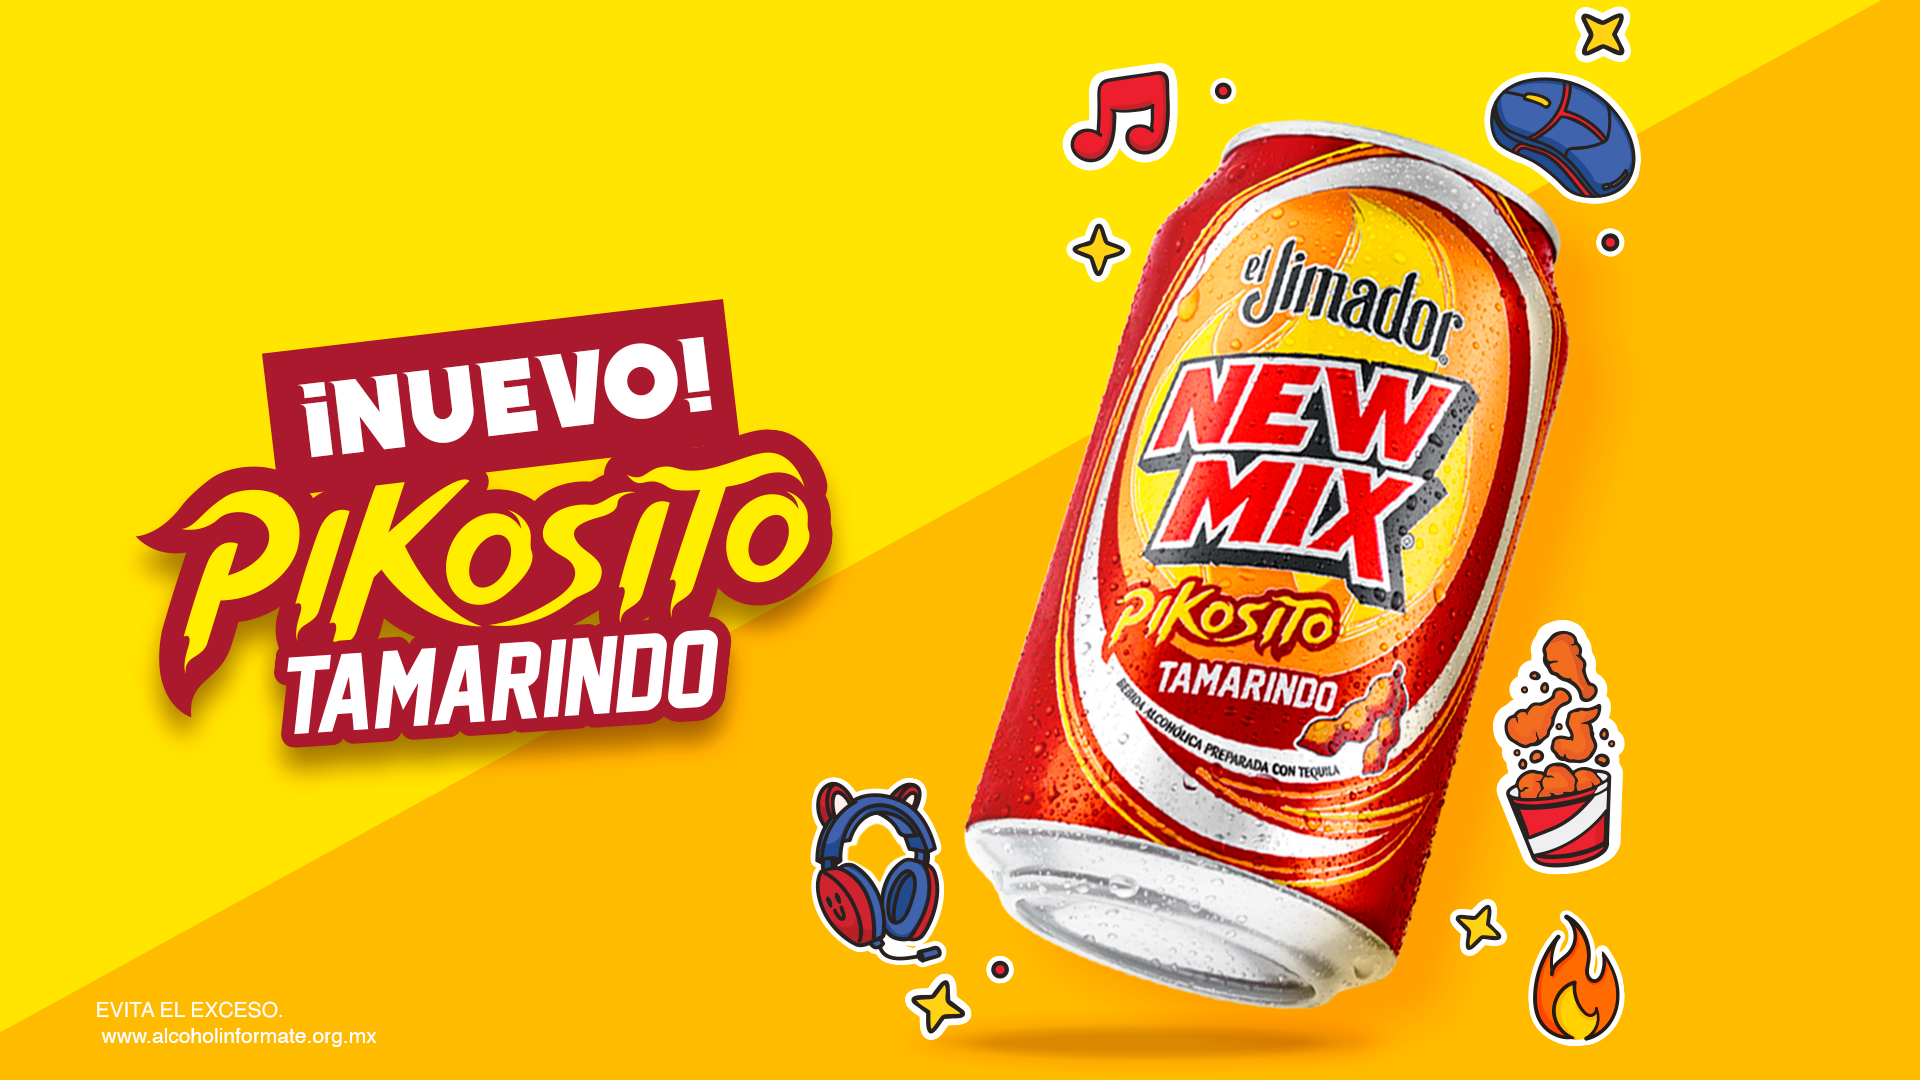 ¡NUEVO!
PIKOSITO
TAMARINDO
el Jimador
NEW
MIX
PIKOSITO
TAMARINDO
BEBIDA ALCOHÓLICA PREPARADA CON TEQUILA
EVITA EL EXCESO.
www.alcoholinformate.org.mx